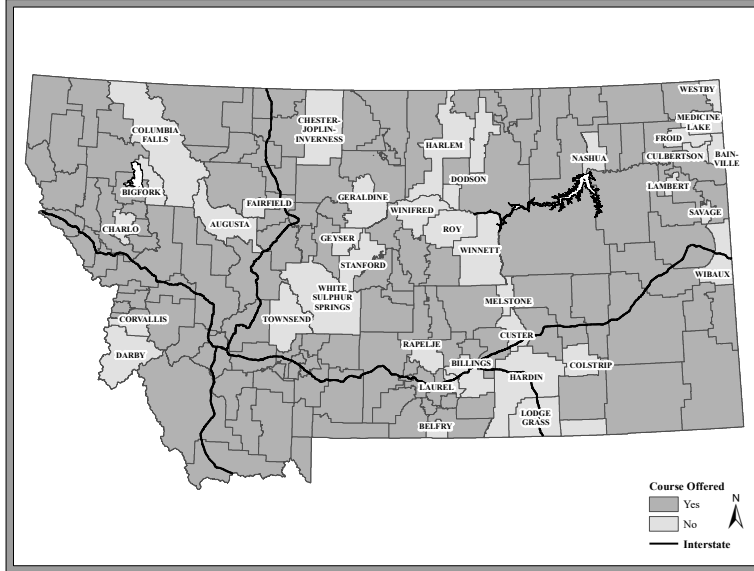 WESTBY
MEDICINE
LAKE
COLUMBIA
FALLS
CHESTER-
JOPLIN-
INVERNESS
HARLEM
FROID
NASHUA
CULBERTSON
BAIN-
VILLE
DODSON
LAMBERT
BIGFORK
GERALDINE
FAIRFIELD
WINIFRED
SAVAGE
CHARLO
AUGUSTA
ROY
GEYSER
WINNETT
STANFORD
WIBAUX
WHITE
SULPHUR
SPRINGS
MELSTONE
CORVALLIS
TOWNSEND
CUSTER
DARBY
RAPELJE
BILLINGS
COLSTRIP
HARDIN
LAUREL
LODGE
GRASS
BELFRY
Course Offered
Yes
No
Interstate
N